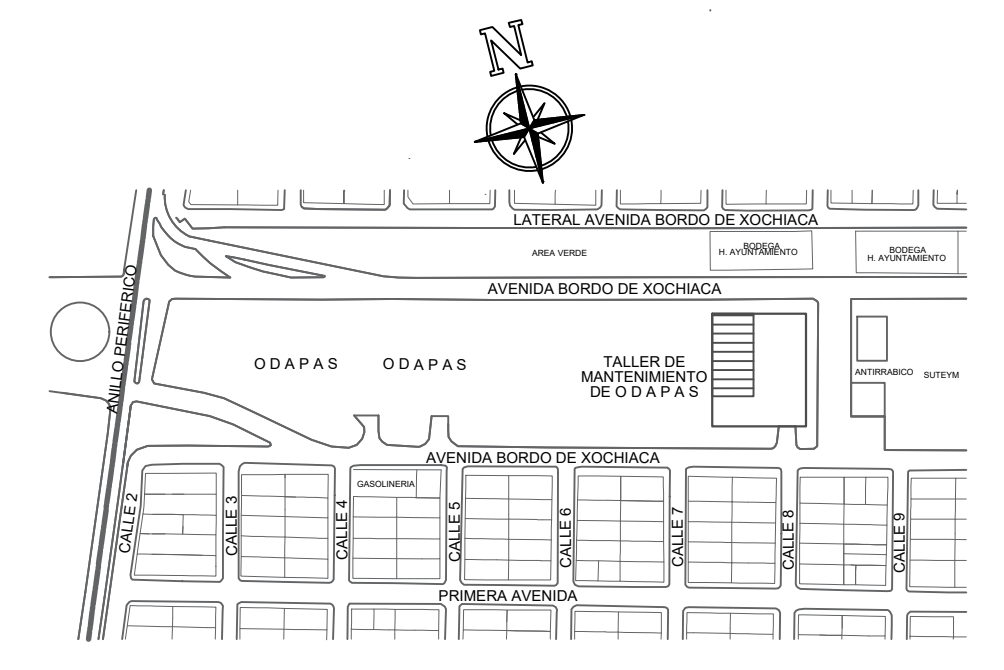 N
LATERAL AVENIDA BORDO DE XOCHIACA
AREA VERDE
BODEGA
H. AYUNTAMIENTO
BODEGA
H. AYUNTAMIENTO
AVENIDA BORDO DE XOCHIACA
ANILLO PERIFERICO
O D A P A S
O D A P A S
TALLER DE
MANTENIMIENTO
DE O D A P A S
ANTIRRABICO
SUTEYM
AVENIDA BORDO DE XOCHIACA
GASOLINERIA
CALLE 2
CALLE 3
CALLE 4
CALLE 5
CALLE 6
CALLE 7
CALLE 8
CALLE 9
PRIMERA AVENIDA